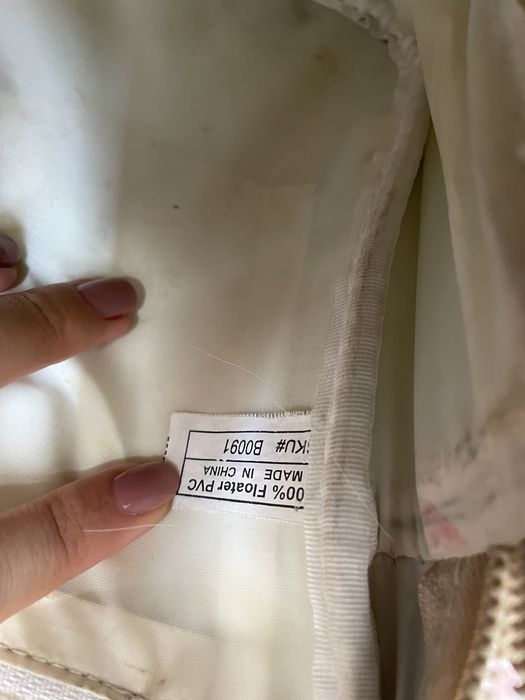 00% Floater PVC
MADE IN CHINA
KU# B0091